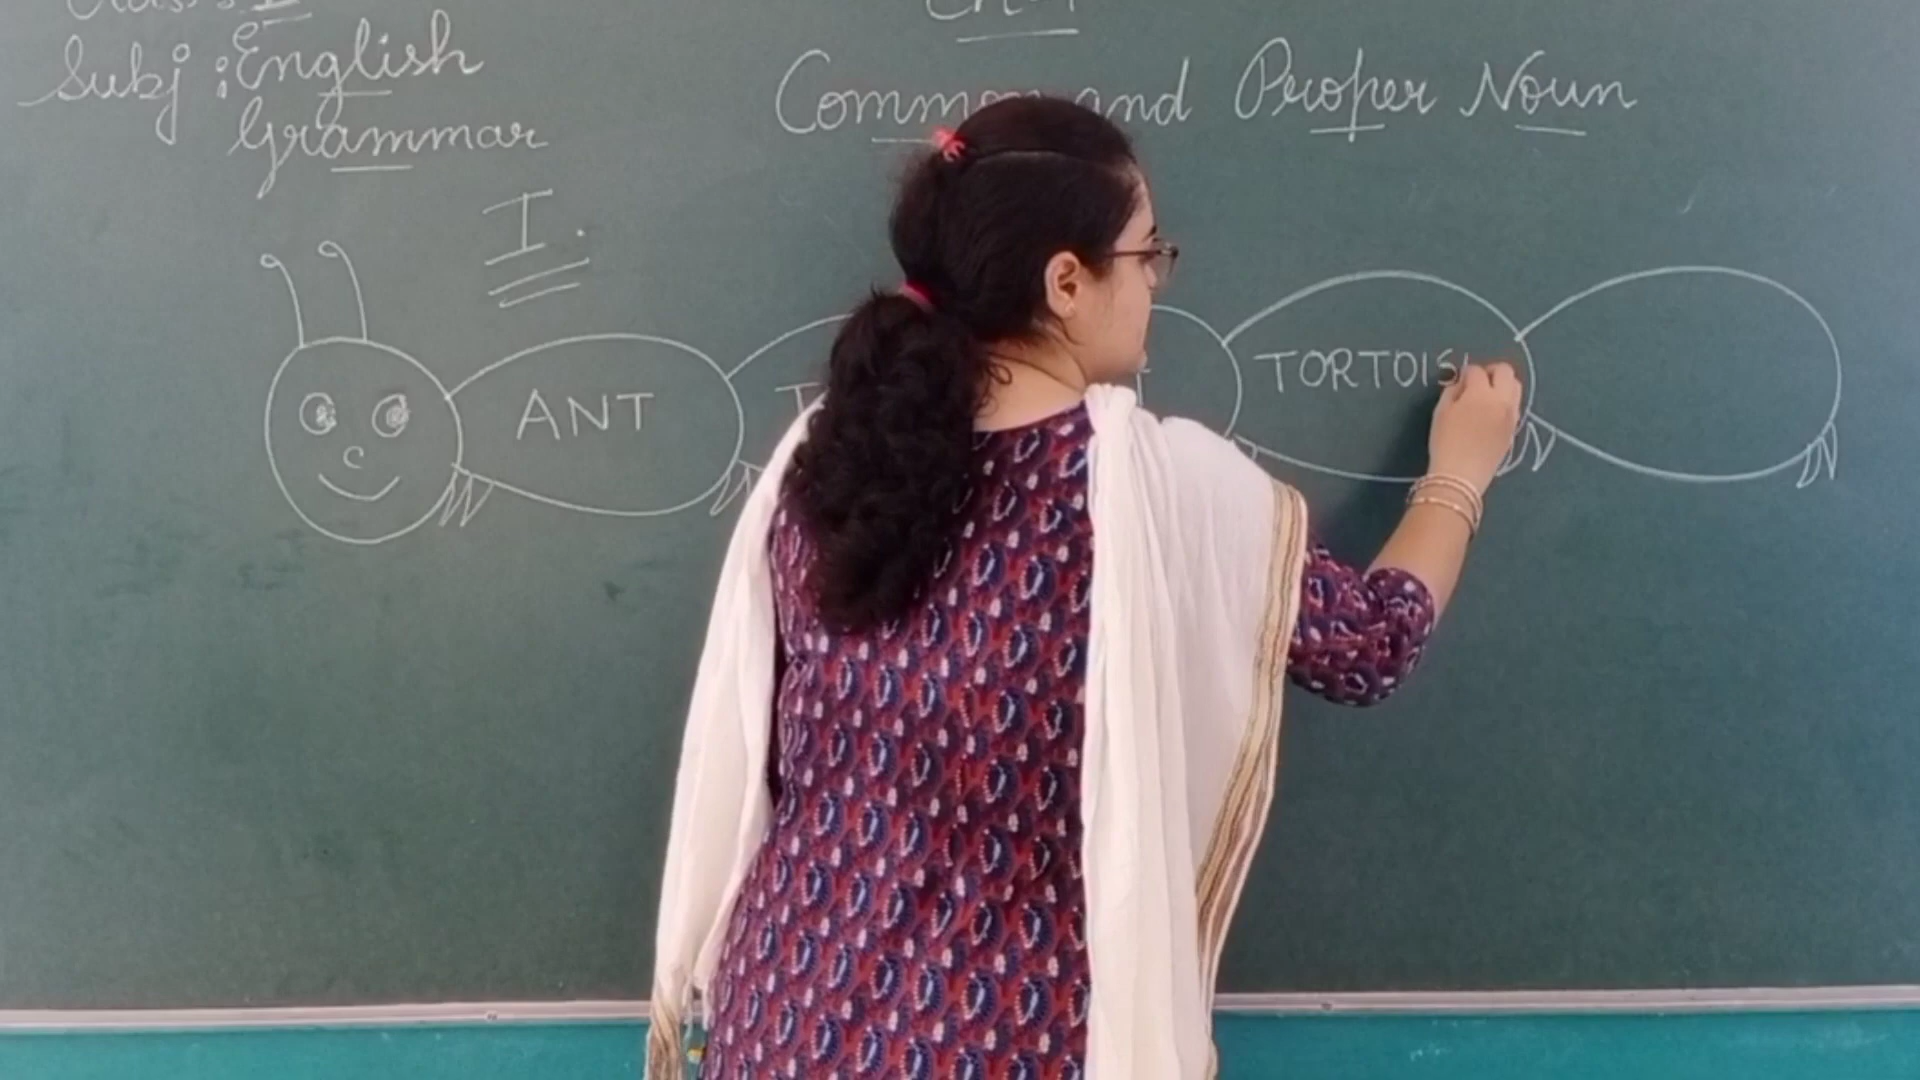 Subj : English
Grammar
Common and Proper Noun
I.
ANT
TORTOIS